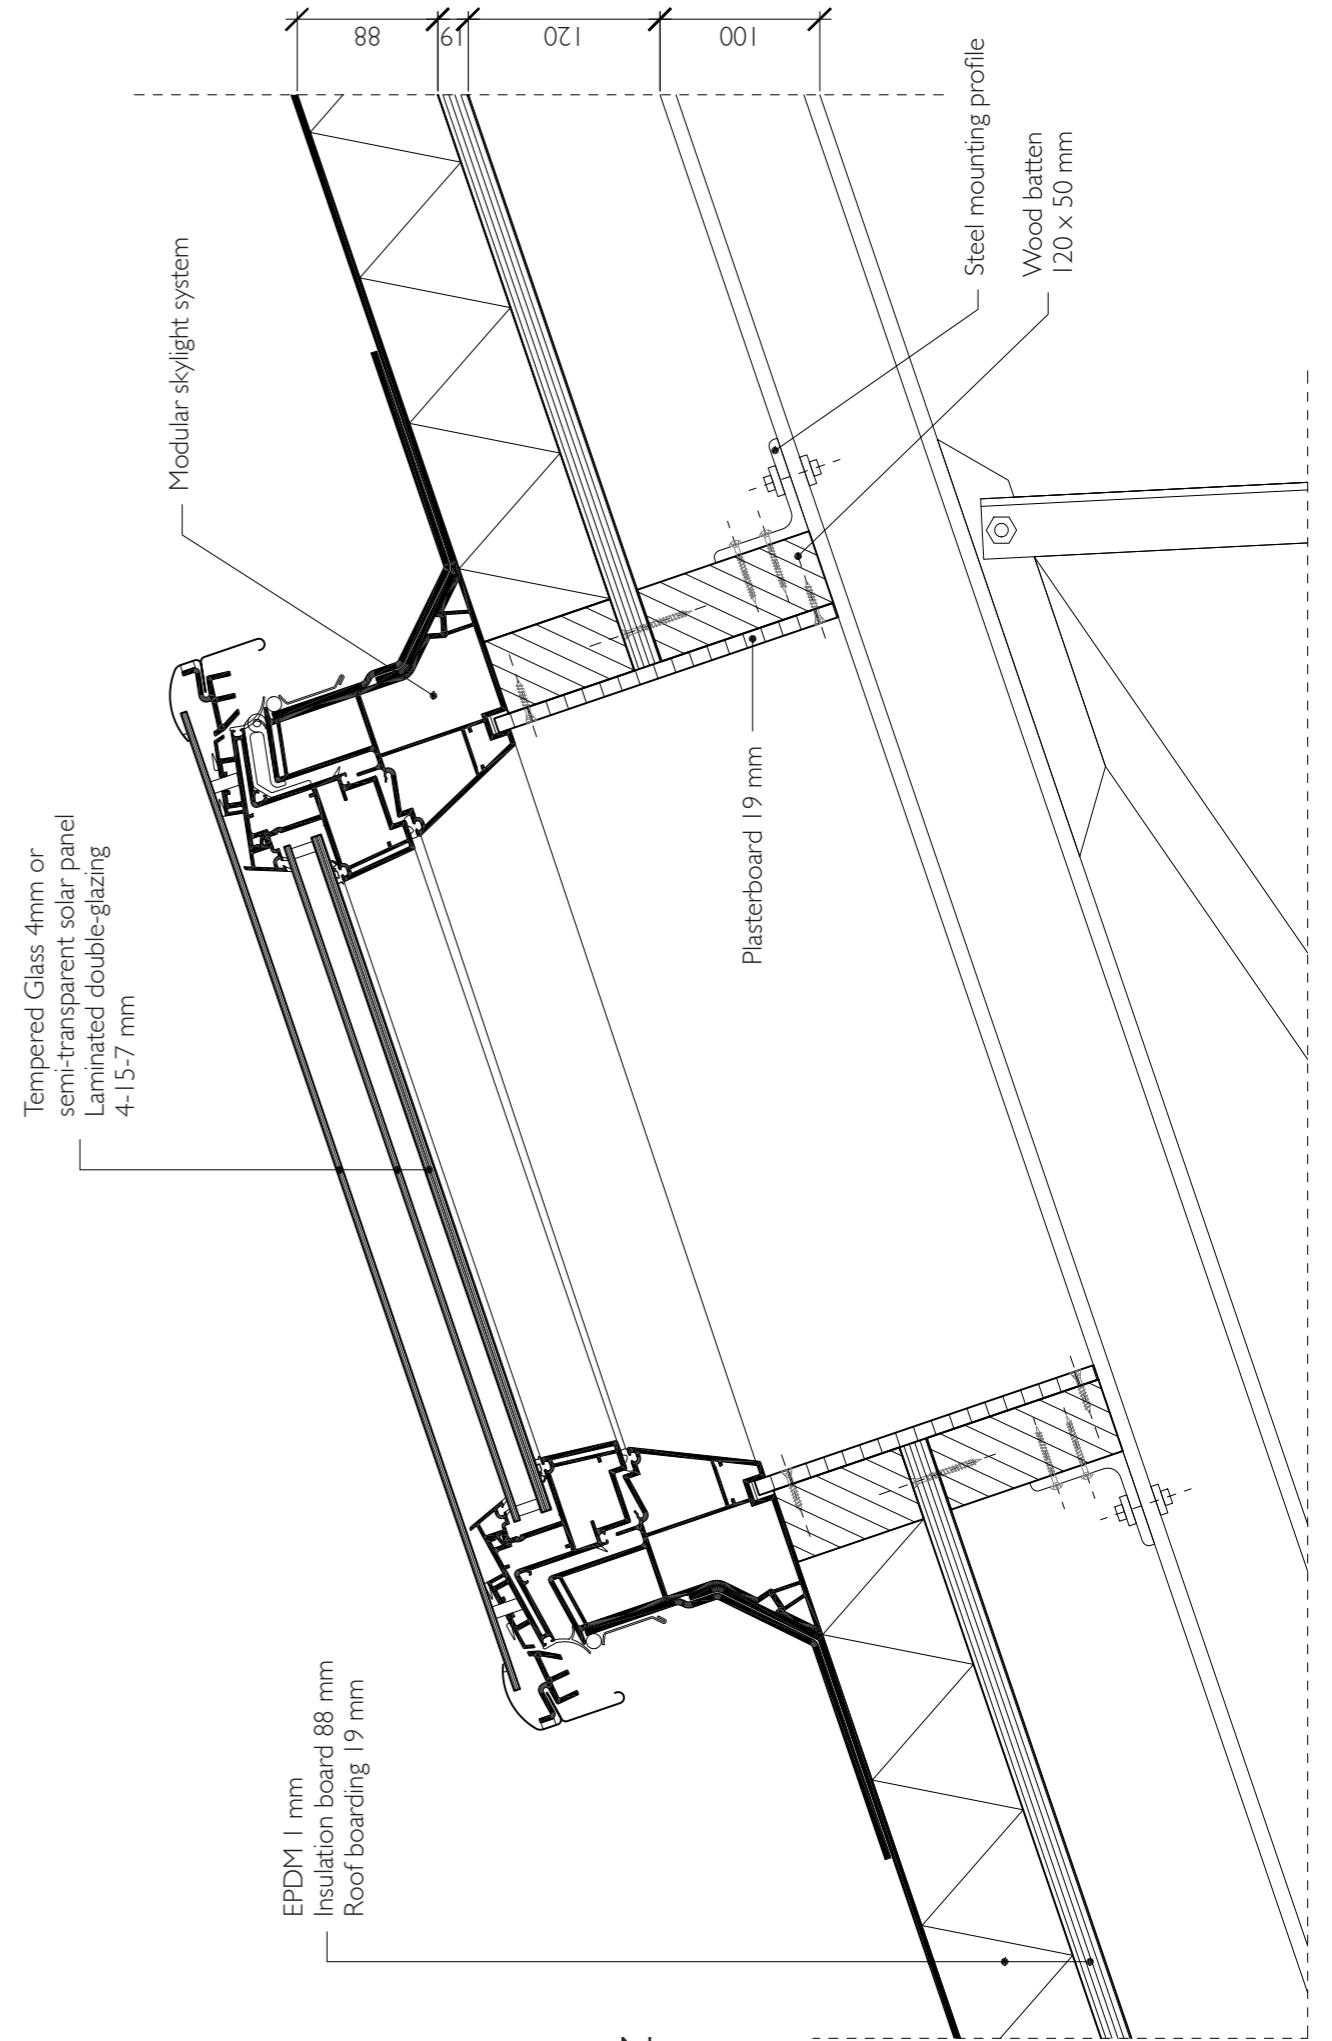 88
19
120
100
Steel mounting profile
Wood batten
120 x 50 mm
Modular skylight system
Plasterboard 19 mm
Tempered Glass 4mm or
semi-transparent solar panel
Laminated double-glazing
4-15-7 mm
EPDM 1 mm
Insulation board 88 mm
Roof boarding 19 mm